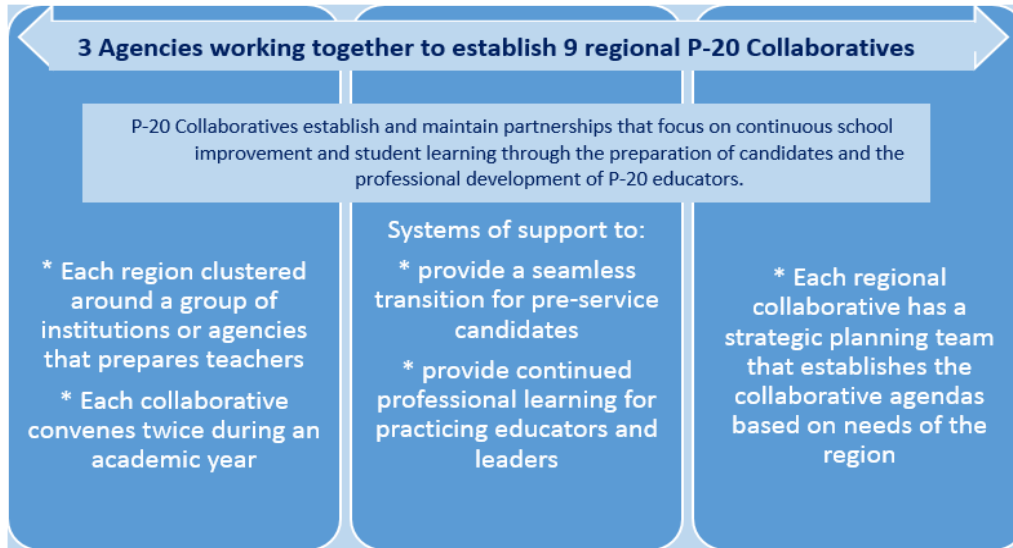 3 Agencies working together to establish 9 regional P-20 Collaboratives
P-20 Collaboratives establish and maintain partnerships that focus on continuous school
improvement and student learning through the preparation of candidates and the
professional development of P-20 educators.
* Each region clustered
around a group of
institutions or agencies
that prepares teachers
* Each collaborative
convenes twice during an
academic year
Systems of support to:
* provide a seamless
transition for pre-service
candidates
* provide continued
professional learning for
practicing educators and
leaders
* Each regional
collaborative has a
strategic planning team
that establishes the
collaborative agendas
based on needs of the
region